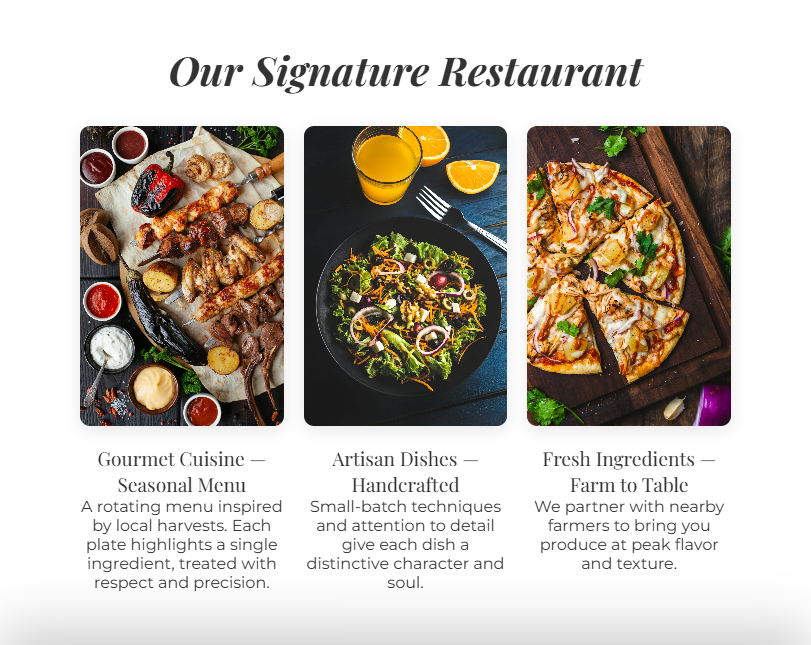 Our Signature Restaurant
Gourmet Cuisine —
Seasonal Menu
A rotating menu inspired
by local harvests. Each
plate highlights a single
ingredient, treated with
respect and precision.
Artisan Dishes —
Handcrafted
Small-batch techniques
and attention to detail
give each dish a
distinctive character and
soul.
Fresh Ingredients —
Farm to Table
We partner with nearby
farmers to bring you
produce at peak flavor
and texture.